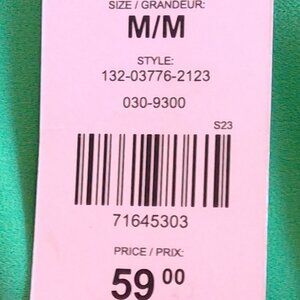 SIZE / GRANDEUR:
M/M
STYLE:
132-03776-2123
030-9300
S23
71645303
PRICE / PRIX:
59 00